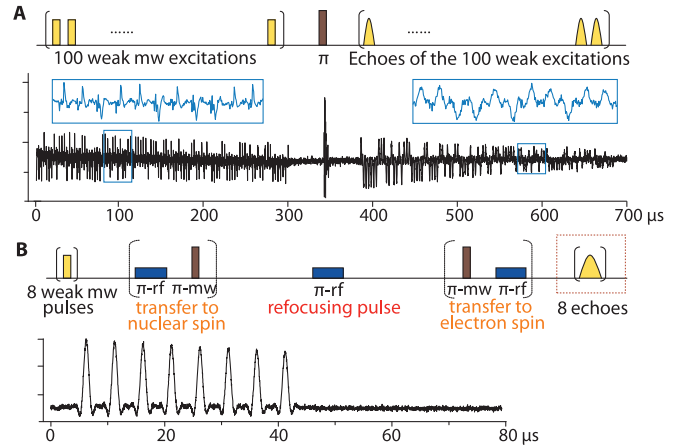 A
......
......
100 weak mw excitations
π
Echoes of the 100 weak excitations
0
100
200
300
400
500
600
700 μs
B
8 weak mw
pulses
π-rf
π-mw
transfer to
nuclear spin
π-rf
refocusing pulse
π-mw
π-rf
transfer to
electron spin
8 echoes
0
20
40
60
80
μs